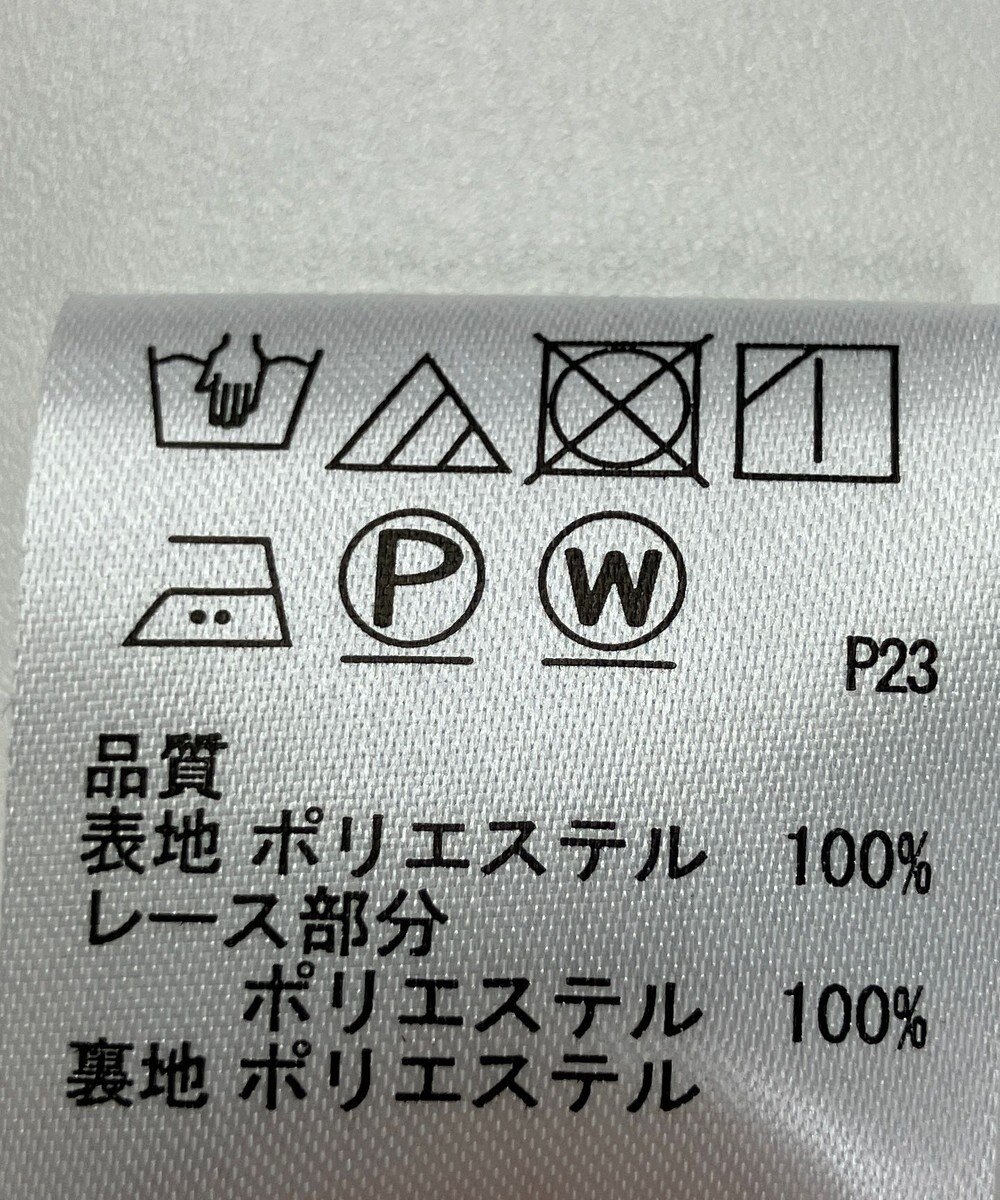 P W
P23
品質
表地 ポリエステル 100%
レース部分
ポリエステル 100%
裏地 ポリエステル